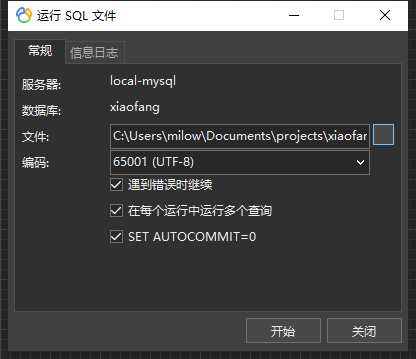 运行 SQL 文件
常规 信息日志
服务器: local-mysql
数据库: xiaofang
文件: C:\Users\milow\Documents\projects\xiaofar
编码: 65001 (UTF-8)
遇到错误时继续
在每个运行中运行多个查询
SET AUTOCOMMIT=0
开始 关闭